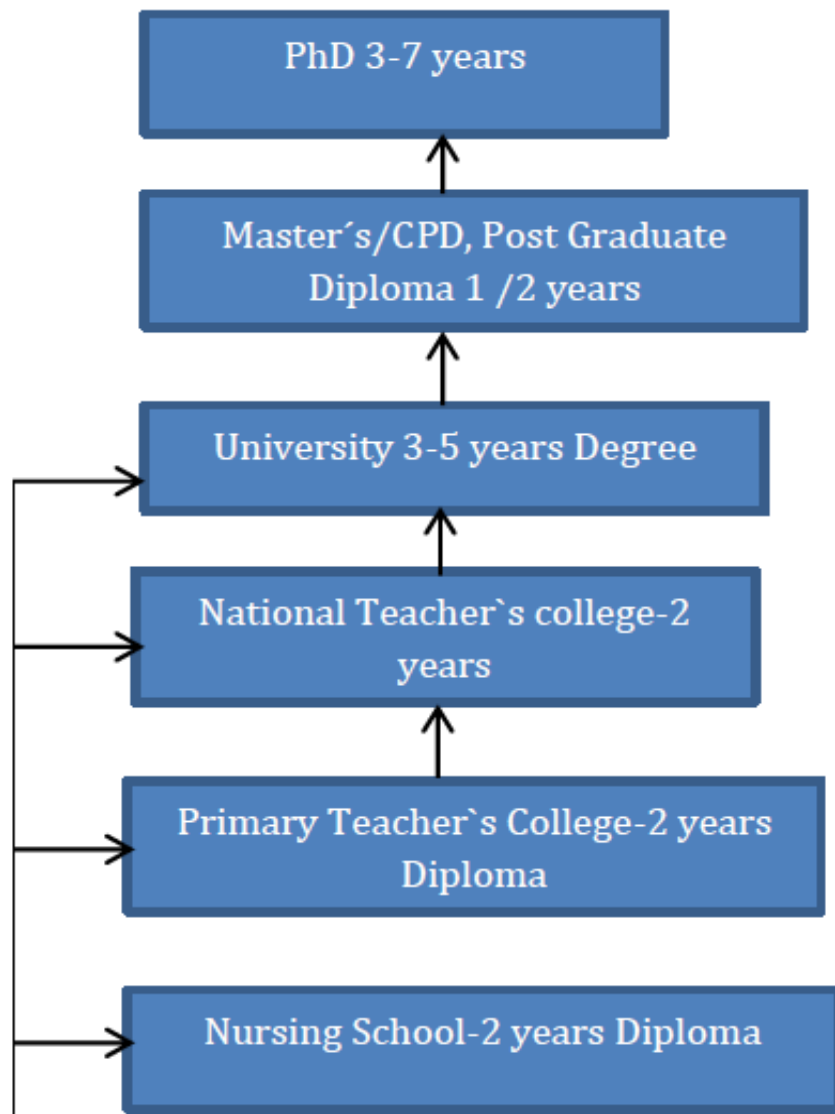 PhD 3-7 years
Master´s/CPD, Post Graduate
Diploma 1 /2 years
University 3-5 years Degree
National Teacher`s college-2
years
Primary Teacher`s College-2 years
Diploma
Nursing School-2 years Diploma